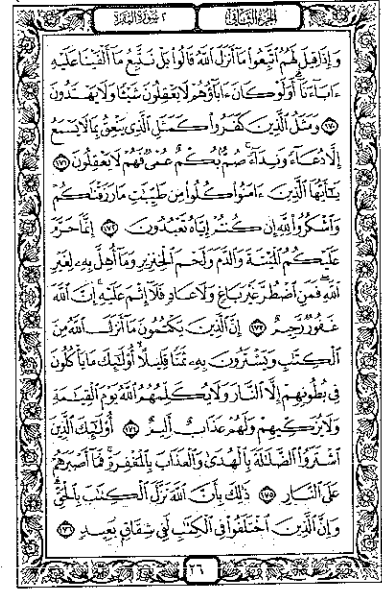 الجزء الثاني
٢ سورة البقرة
وَإِذَا قِيلَ لَهُمُ ٱتَّبِعُوا۟ مَآ أَنزَلَ ٱللَّهُ قَالُوا۟ بَلْ نَتَّبِعُ مَآ أَلْفَيْنَا عَلَيْهِ
ءَابَآءَنَآ أَوَلَوْ كَانَ ءَابَآؤُهُمْ لَا يَعْقِلُونَ شَيْـًٔا وَلَا يَهْتَدُونَ
١٧٠ وَمَثَلُ ٱلَّذِينَ كَفَرُوا۟ كَمَثَلِ ٱلَّذِى يَنْعِقُ بِمَا لَا يَسْمَعُ
إِلَّا دُعَآءً وَنِدَآءً صُمٌّۢ بُكْمٌ عُمْىٌ فَهُمْ لَا يَعْقِلُونَ ١٧١
يَـٰٓأَيُّهَا ٱلَّذِينَ ءَامَنُوا۟ كُلُوا۟ مِن طَيِّبَـٰتِ مَا رَزَقْنَـٰكُمْ
وَٱشْكُرُوا۟ لِلَّهِ إِن كُنتُمْ إِيَّاهُ تَعْبُدُونَ ١٧٢ إِنَّمَا حَرَّمَ
عَلَيْكُمُ ٱلْمَيْتَةَ وَٱلدَّمَ وَلَحْمَ ٱلْخِنزِيرِ وَمَآ أُهِلَّ بِهِۦ لِغَيْرِ
ٱللَّهِ فَمَنِ ٱضْطُرَّ غَيْرَ بَاغٍ وَلَا عَادٍ فَلَآ إِثْمَ عَلَيْهِ إِنَّ ٱللَّهَ
غَفُورٌ رَّحِيمٌ ١٧٣ إِنَّ ٱلَّذِينَ يَكْتُمُونَ مَآ أَنزَلَ ٱللَّهُ مِنَ
ٱلْكِتَـٰبِ وَيَشْتَرُونَ بِهِۦ ثَمَنًا قَلِيلًا أُو۟لَـٰٓئِكَ مَا يَأْكُلُونَ
فِى بُطُونِهِمْ إِلَّا ٱلنَّارَ وَلَا يُكَلِّمُهُمُ ٱللَّهُ يَوْمَ ٱلْقِيَـٰمَةِ
وَلَا يُزَكِّيهِمْ وَلَهُمْ عَذَابٌ أَلِيمٌ ١٧٤ أُو۟لَـٰٓئِكَ ٱلَّذِينَ
ٱشْتَرَوُا۟ ٱلضَّلَـٰلَةَ بِٱلْهُدَىٰ وَٱلْعَذَابَ بِٱلْمَغْفِرَةِ فَمَآ أَصْبَرَهُمْ
عَلَى ٱلنَّارِ ١٧٥ ذَٰلِكَ بِأَنَّ ٱللَّهَ نَزَّلَ ٱلْكِتَـٰبَ بِٱلْحَقِّ
وَإِنَّ ٱلَّذِينَ ٱخْتَلَفُوا۟ فِى ٱلْكِتَـٰبِ لَفِى شِقَاقٍۭ بَعِيدٍ ١٧٦
٢٦